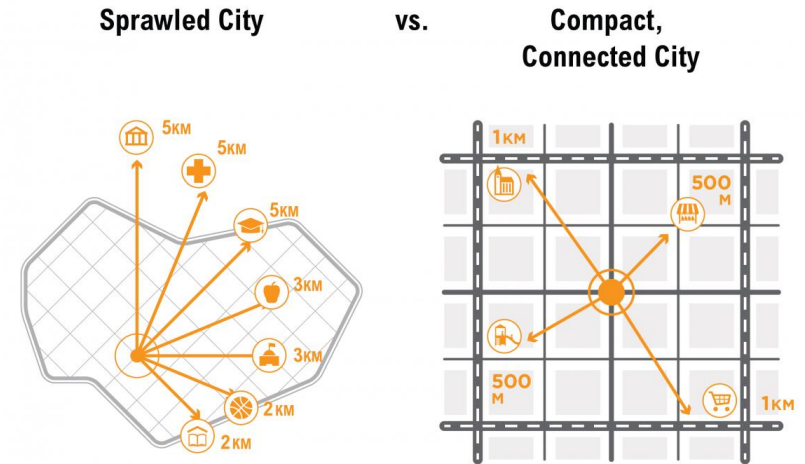 Sprawled City
vs.
Compact,
Connected City
5KM
5KM
5KM
3KM
3KM
2KM
2KM
1KM
500
M
500
M
1KM